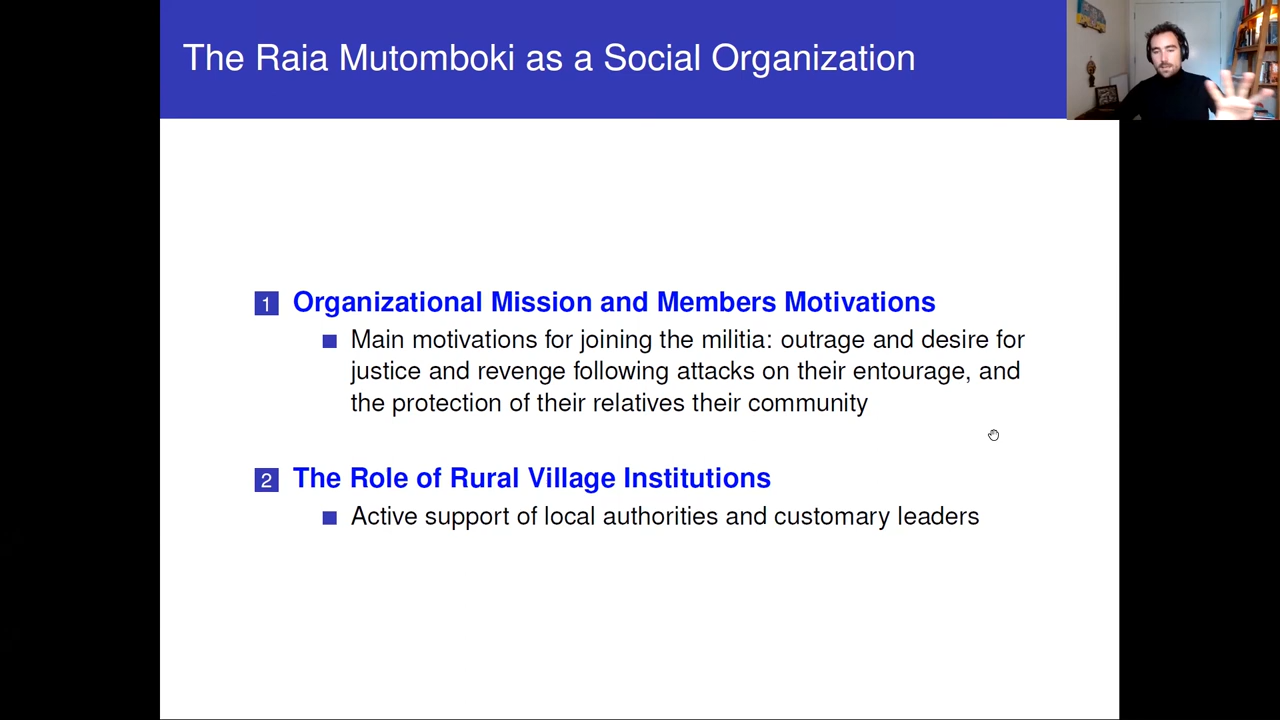 The Raia Mutomboki as a Social Organization
1 Organizational Mission and Members Motivations
Main motivations for joining the militia: outrage and desire for
justice and revenge following attacks on their entourage, and
the protection of their relatives their community
2 The Role of Rural Village Institutions
Active support of local authorities and customary leaders